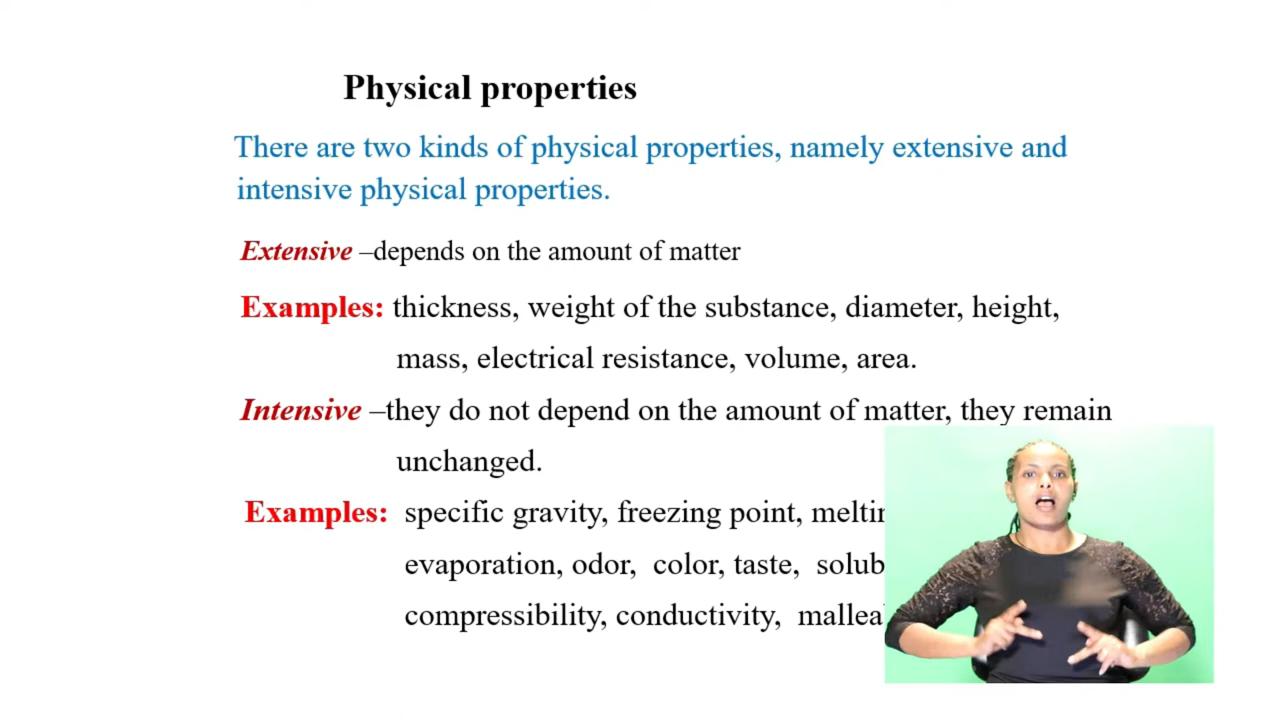 Physical properties
There are two kinds of physical properties, namely extensive and
intensive physical properties.
Extensive –depends on the amount of matter
Examples: thickness, weight of the substance, diameter, height,
mass, electrical resistance, volume, area.
Intensive –they do not depend on the amount of matter, they remain
unchanged.
Examples: specific gravity, freezing point,
evaporation, odor, color, taste,
compressibility, conductivity,